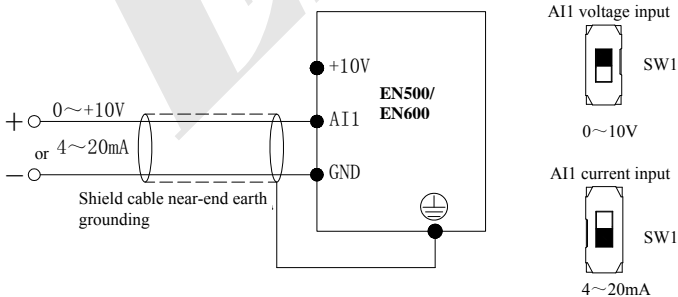 +10V
EN500/
EN600
+ 0～+10V
AI1
or 4～20mA
- GND
Shield cable near-end earth
grounding
AI1 voltage input
SW1
0～10V
AI1 current input
SW1
4～20mA